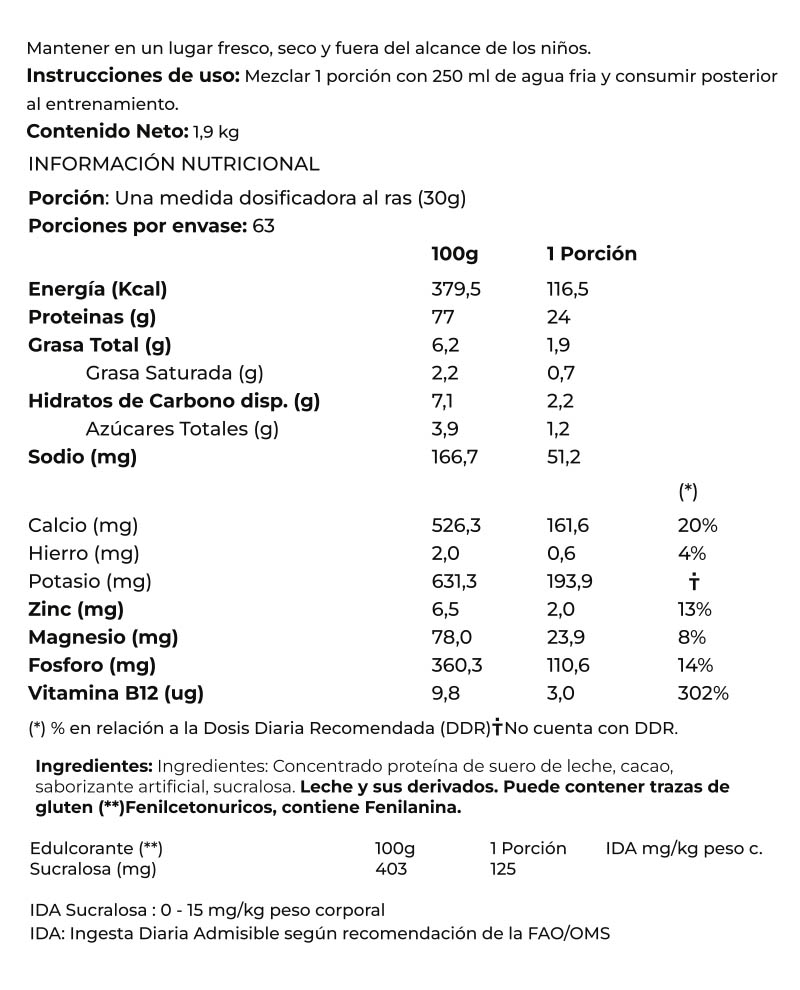 Mantener en un lugar fresco, seco y fuera del alcance de los niños.
Instrucciones de uso: Mezclar 1 porción con 250 ml de agua fria y consumir posterior
al entrenamiento.
Contenido Neto: 1,9 kg
INFORMACIÓN NUTRICIONAL
Porción: Una medida dosificadora al ras (30g)
Porciones por envase: 63
100g 1 Porción
Energía (Kcal) 379,5 116,5
Proteinas (g) 77 24
Grasa Total (g) 6,2 1,9
Grasa Saturada (g) 2,2 0,7
Hidratos de Carbono disp. (g) 7,1 2,2
Azúcares Totales (g) 3,9 1,2
Sodio (mg) 166,7 51,2
(*)
Calcio (mg) 526,3 161,6 20%
Hierro (mg) 2,0 0,6 4%
Potasio (mg) 631,3 193,9 †
Zinc (mg) 6,5 2,0 13%
Magnesio (mg) 78,0 23,9 8%
Fosforo (mg) 360,3 110,6 14%
Vitamina B12 (ug) 9,8 3,0 302%
(*) % en relación a la Dosis Diaria Recomendada (DDR)†No cuenta con DDR.
Ingredientes: Ingredientes: Concentrado proteína de suero de leche, cacao,
saborizante artificial, sucralosa. Leche y sus derivados. Puede contener trazas de
gluten (**)Fenilcetonuricos, contiene Fenilanina.
Edulcorante (**) 100g 1 Porción IDA mg/kg peso c.
Sucralosa (mg) 403 125
IDA Sucralosa : 0 - 15 mg/kg peso corporal
IDA: Ingesta Diaria Admisible según recomendación de la FAO/OMS